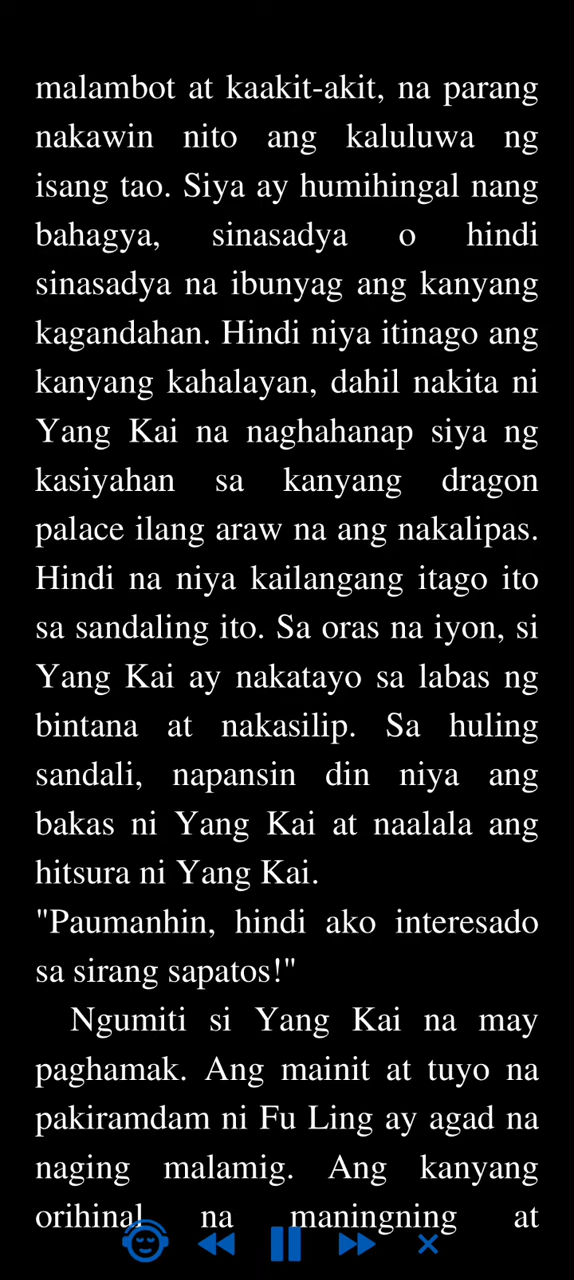 malambot at kaakit-akit, na parang
nakawin nito ang kaluluwa ng
isang tao. Siya ay humihingal nang
bahagya, sinasadya o hindi
sinasadya na ibunyag ang kanyang
kagandahan. Hindi niya itinago ang
kanyang kahalayan, dahil nakita ni
Yang Kai na naghahanap siya ng
kasiyahan sa kanyang dragon
palace ilang araw na ang nakalipas.
Hindi na niya kailangang itago ito
sa sandaling ito. Sa oras na iyon, si
Yang Kai ay nakatayo sa labas ng
bintana at nakasilip. Sa huling
sandali, napansin din niya ang
bakas ni Yang Kai at naalala ang
hitsura ni Yang Kai.
"Paumanhin, hindi ako interesado
sa sirang sapatos!"
Ngumiti si Yang Kai na may
paghamak. Ang mainit at tuyo na
pakiramdam ni Fu Ling ay agad na
naging malamig. Ang kanyang
orihinal na maningning at